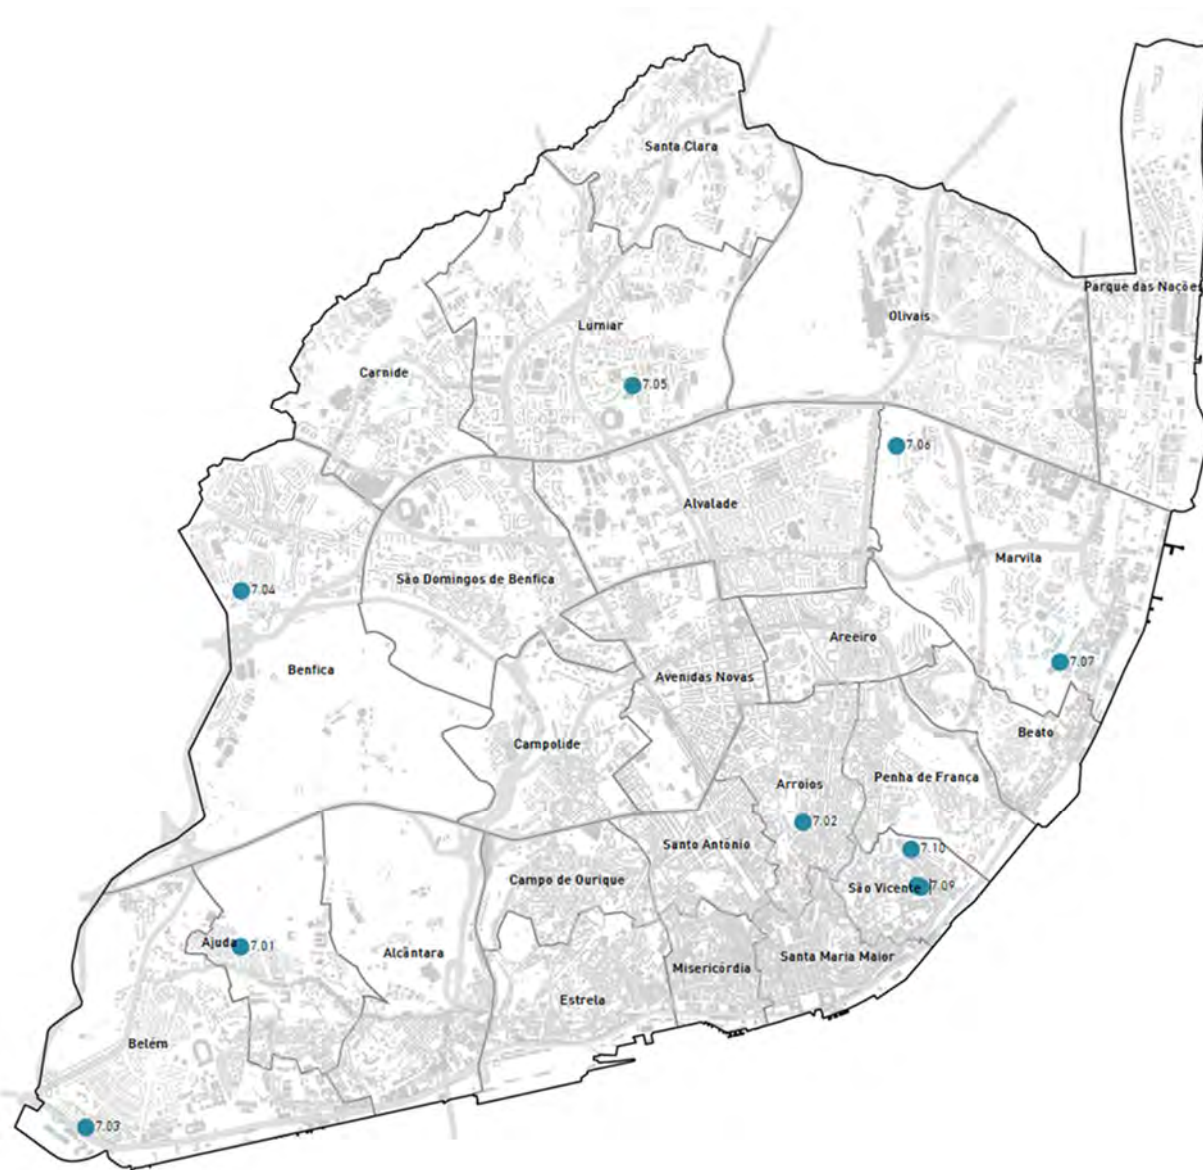 Santa Clara
Parque das Nações
Olivais
Lumiar
Carnide
7.05
7.06
Alvalade
Marvila
São Domingos de Benfica
7.04
Areeiro
7.07
Benfica
Avenidas Novas
Beato
Campolide
Penha de França
Arroios
7.02
Santo António
7.10
Campo de Ourique
São Vicente
7.09
Ajuda
7.01
Alcântara
Santa Maria Maior
Misericórdia
Estrela
Belém
7.03